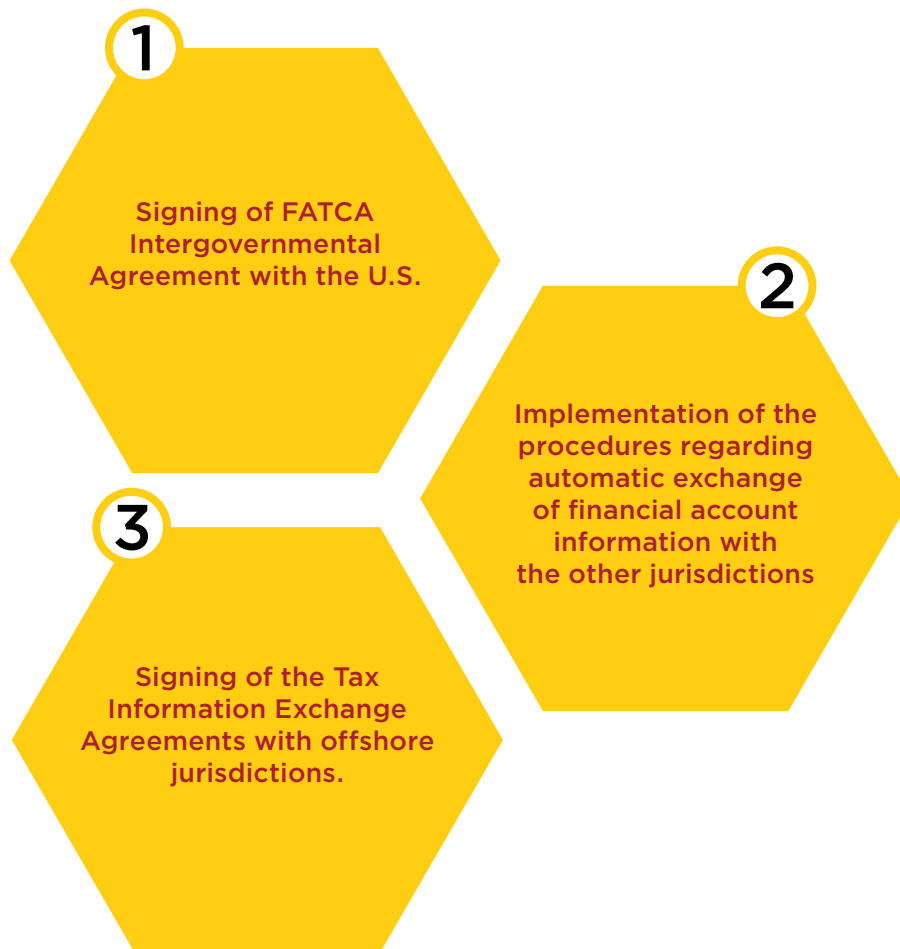 1
Signing of FATCA
Intergovernmental
Agreement with the U.S.
2
Implementation of the
procedures regarding
automatic exchange
of financial account
information with
the other jurisdictions
3
Signing of the Tax
Information Exchange
Agreements with offshore
jurisdictions.